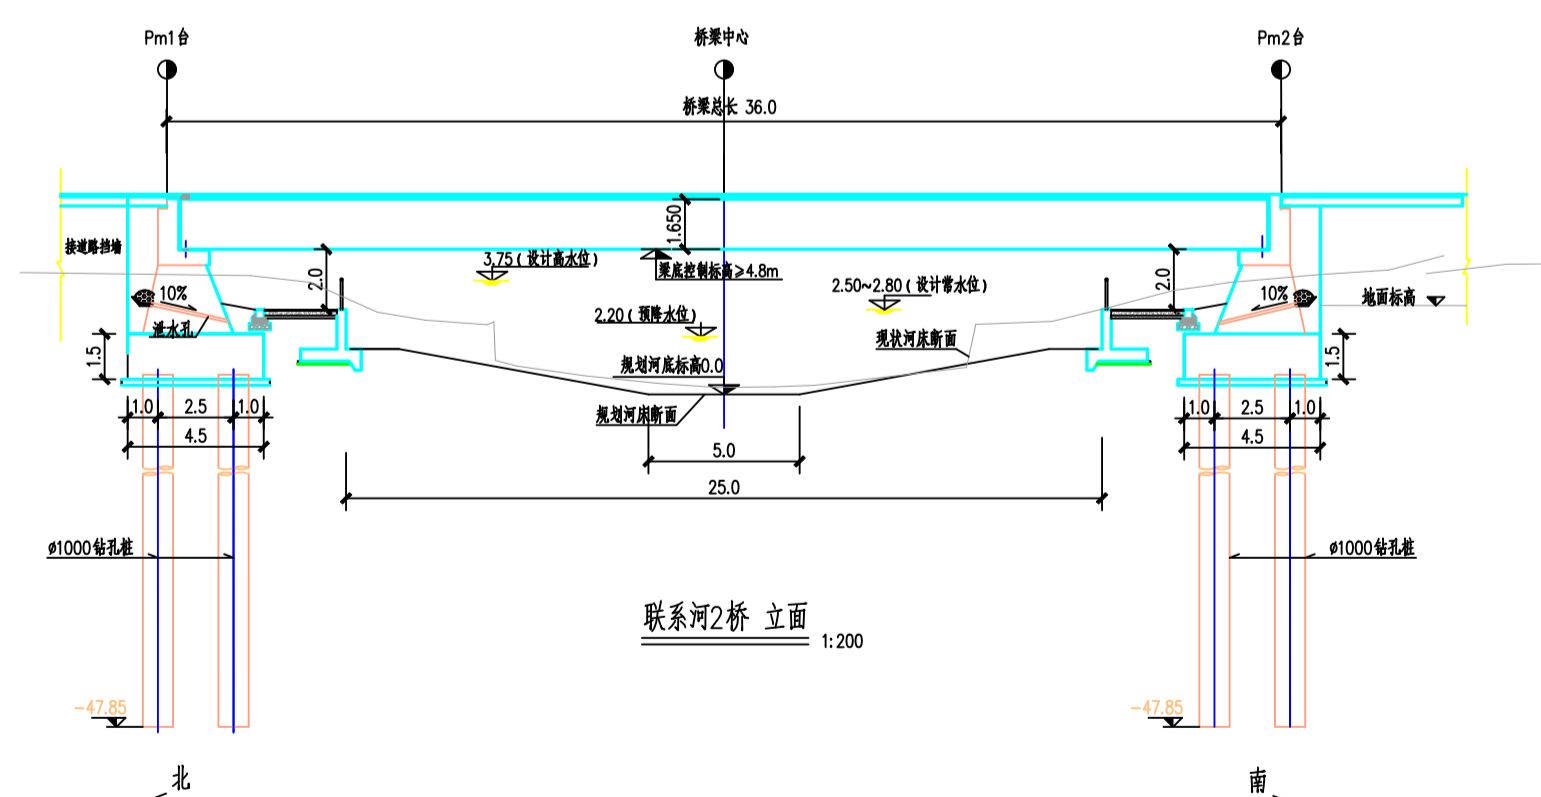 Pm1台
桥梁中心
Pm2台
桥梁总长 36.0
1.650
接道路挡墙
3.75(设计高水位)
梁底控制标高≥4.8m
2.0
2.0
2.50~2.80(设计常水位)
10%
10%
地面标高
泄水孔
2.20(预降水位)
现状河床断面
1.5
1.5
规划河底标高0.0
规划河床断面
1.0
2.5
1.0
4.5
1.0
2.5
1.0
4.5
5.0
25.0
ø1000钻孔桩
ø1000钻孔桩
联系河2桥 立面
1:200
-47.85
-47.85
北
南